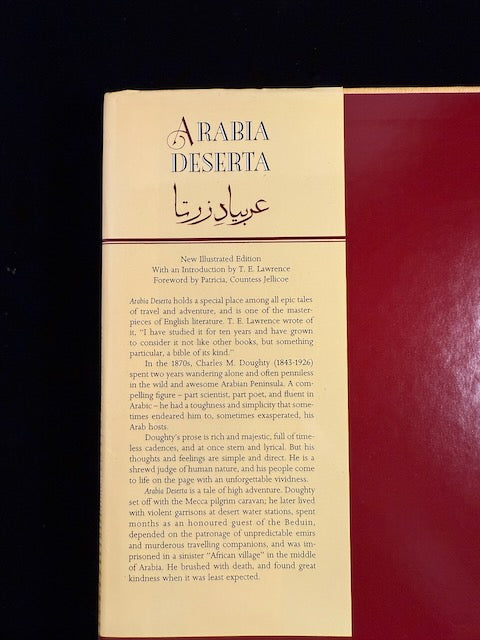 ARABIA
DESERTA
عربيا دزرتا
New Illustrated Edition
With an Introduction by T. E. Lawrence
Foreword by Patricia, Countess Jellicoe
Arabia Deserta holds a special place among all epic tales
of travel and adventure, and is one of the master-
pieces of English literature. T. E. Lawrence wrote of
it, "I have studied it for ten years and have grown
to consider it not like other books, but something
particular, a bible of its kind."
In the 1870s, Charles M. Doughty (1843-1926)
spent two years wandering alone and often penniless
in the wild and awesome Arabian Peninsula. A com-
pelling figure – part scientist, part poet, and fluent in
Arabic – he had a toughness and simplicity that some-
times endeared him to, sometimes exasperated, his
Arab hosts.
Doughty's prose is rich and majestic, full of time-
less cadences, and at once stern and lyrical. But his
thoughts and feelings are simple and direct. He is a
shrewd judge of human nature, and his people come
to life on the page with an unforgettable vividness.
Arabia Deserta is a tale of high adventure. Doughty
set off with the Mecca pilgrim caravan; he later lived
with violent garrisons at desert water stations, spent
months as an honoured guest of the Beduin,
depended on the patronage of unpredictable emirs
and murderous travelling companions, and was im-
prisoned in a sinister "African village" in the middle
of Arabia. He brushed with death, and found great
kindness when it was least expected.